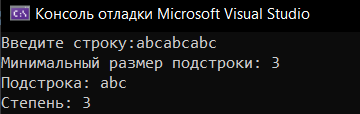 Консоль отладки Microsoft Visual Studio
Введите строку:abcabcabc
Минимальный размер подстроки: 3
Подстрока: abc
Степень: 3